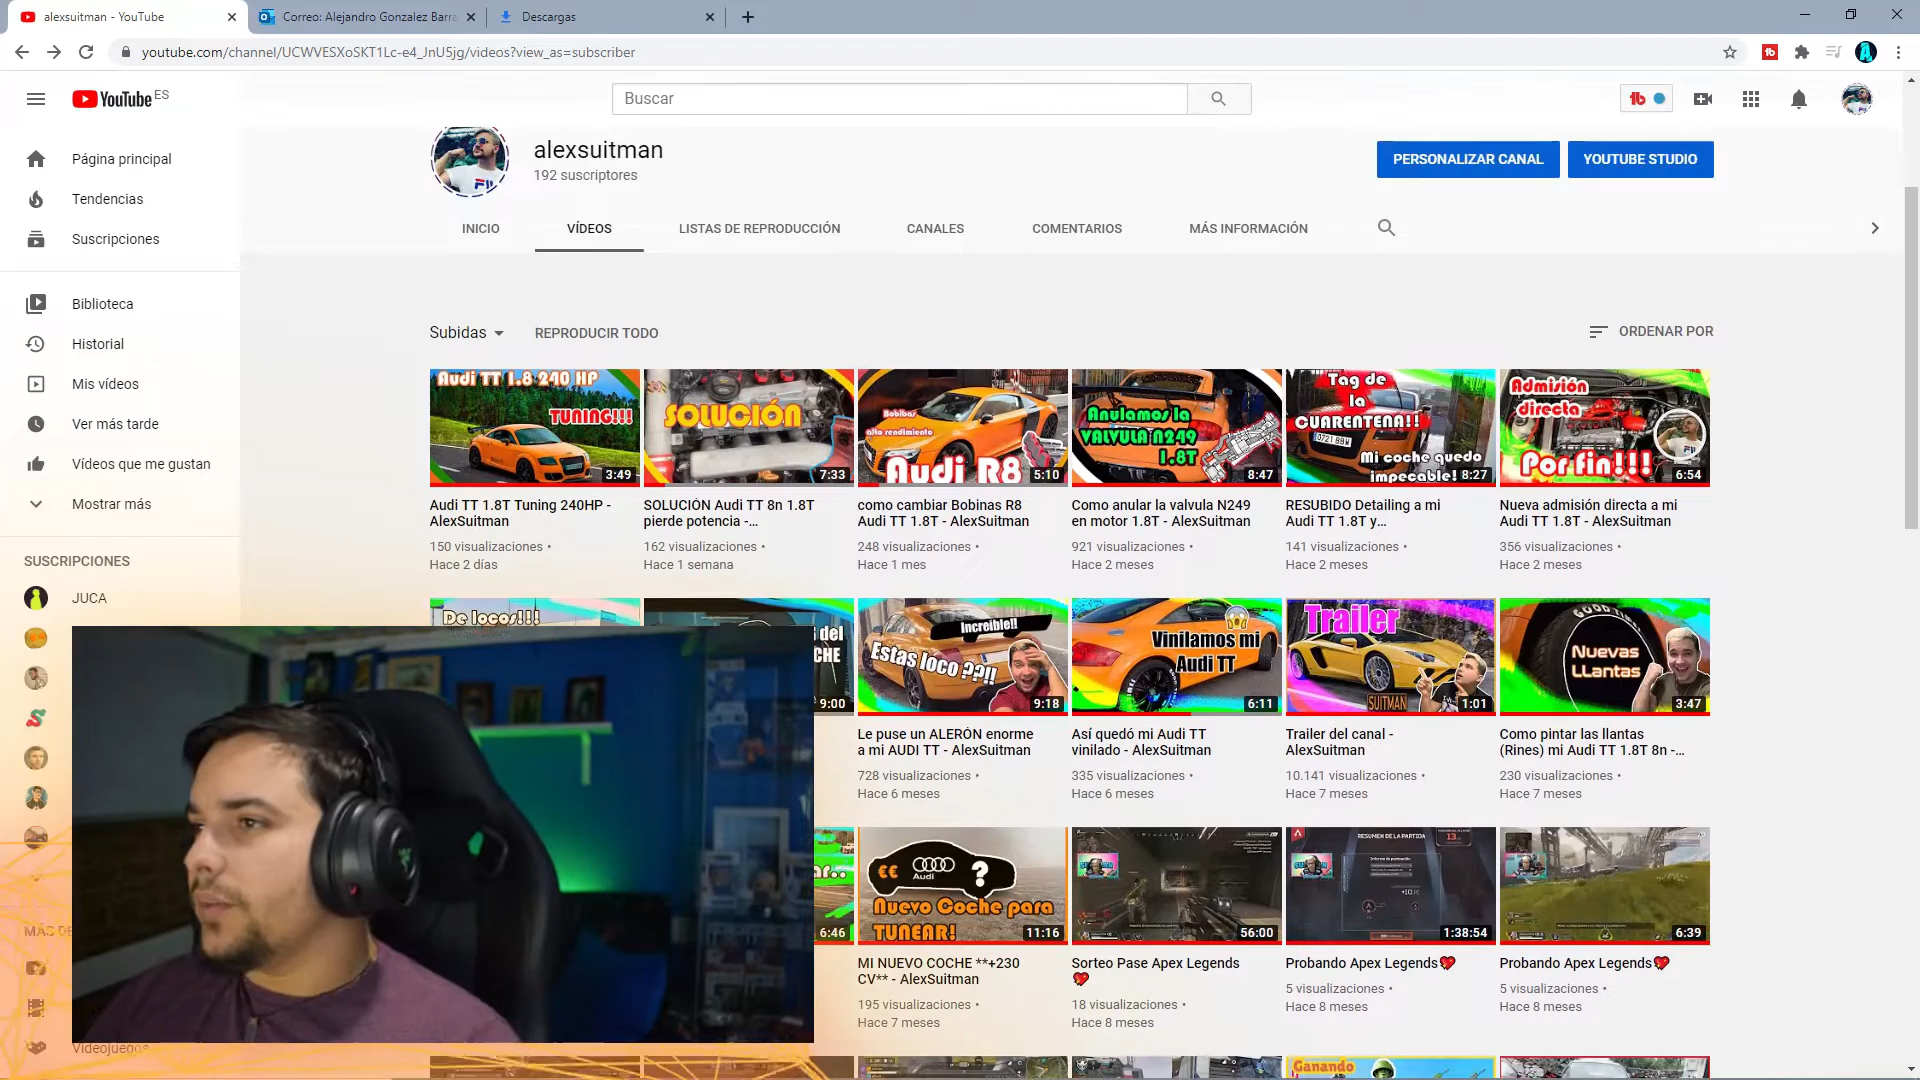 alexsuitman - YouTube
Correo: Alejandro Gonzalez Barra
Descargas
youtube.com/channel/UCWVESXoSKT1Lc-e4_JnU5jg/videos?view_as=subscriber
YouTube ES
Buscar
Página principal
Tendencias
Suscripciones
Biblioteca
Historial
Mis vídeos
Ver más tarde
Vídeos que me gustan
Mostrar más
SUSCRIPCIONES
JUCA
MÁS DE
Videojuegos
alexsuitman
192 suscriptores
PERSONALIZAR CANAL
YOUTUBE STUDIO
INICIO
VÍDEOS
LISTAS DE REPRODUCCIÓN
CANALES
COMENTARIOS
MÁS INFORMACIÓN
Subidas
REPRODUCIR TODO
ORDENAR POR
Audi TT 1.8 240 HP
TUNING!!!
3:49
Audi TT 1.8T Tuning 240HP -
AlexSuitman
150 visualizaciones •
Hace 2 días
SOLUCIÓN
7:33
SOLUCIÓN Audi TT 8n 1.8T
pierde potencia -...
162 visualizaciones •
Hace 1 semana
Bobibas
alto rendimiento
Audi R8
5:10
como cambiar Bobinas R8
Audi TT 1.8T - AlexSuitman
248 visualizaciones •
Hace 1 mes
Anulamos la
VALVULA N249
1.8T
8:47
Como anular la valvula N249
en motor 1.8T - AlexSuitman
921 visualizaciones •
Hace 2 meses
Tag de
la
CUARENTENA!!
Mi coche quedo
impecable!
8:27
RESUBIDO Detailing a mi
Audi TT 1.8T y...
141 visualizaciones •
Hace 2 meses
Admisión
directa
Por fin!!!
6:54
Nueva admisión directa a mi
Audi TT 1.8T - AlexSuitman
356 visualizaciones •
Hace 2 meses
De locos!!!
del
CHE
9:00
Increible!!
Estas loco ??!!
9:18
Le puse un ALERÓN enorme
a mi AUDI TT - AlexSuitman
728 visualizaciones •
Hace 6 meses
Vinilamos mi
Audi TT
6:11
Así quedó mi Audi TT
vinilado - AlexSuitman
335 visualizaciones •
Hace 6 meses
Trailer
SUITMAN
1:01
Trailer del canal -
AlexSuitman
10.141 visualizaciones •
Hace 7 meses
Nuevas
LLantas
3:47
Como pintar las llantas
(Rines) mi Audi TT 1.8T 8n -...
230 visualizaciones •
Hace 7 meses
6:46
€€
Audi
?
Nuevo Coche para
TUNEAR!
11:16
MI NUEVO COCHE **+230
CV** - AlexSuitman
195 visualizaciones •
Hace 7 meses
56:00
Sorteo Pase Apex Legends
💖
18 visualizaciones •
Hace 8 meses
RESUMEN DE LA PARTIDA
1:38:54
Probando Apex Legends💖
5 visualizaciones •
Hace 8 meses
6:39
Probando Apex Legends💖
5 visualizaciones •
Hace 8 meses
Ganando